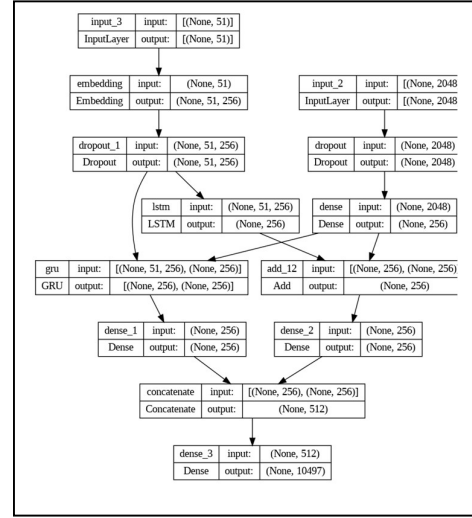 input_3 input: [(None, 51)]
InputLayer output: [(None, 51)]
embedding input: (None, 51)
Embedding output: (None, 51, 256)
input_2 input: [(None, 2048
InputLayer output: [(None, 2048
dropout_1 input: (None, 51, 256)
Dropout output: (None, 51, 256)
dropout input: (None, 2048)
Dropout output: (None, 2048)
lstm input: (None, 51, 256)
LSTM output: (None, 256)
dense input: (None, 2048)
Dense output: (None, 256)
gru input: [(None, 51, 256), (None, 256)]
GRU output: [(None, 256), (None, 256)]
add_12 input: [(None, 256), (None, 256)
Add output: (None, 256)
dense_1 input: (None, 256)
Dense output: (None, 256)
dense_2 input: (None, 256)
Dense output: (None, 256)
concatenate input: [(None, 256), (None, 256)]
Concatenate output: (None, 512)
dense_3 input: (None, 512)
Dense output: (None, 10497)